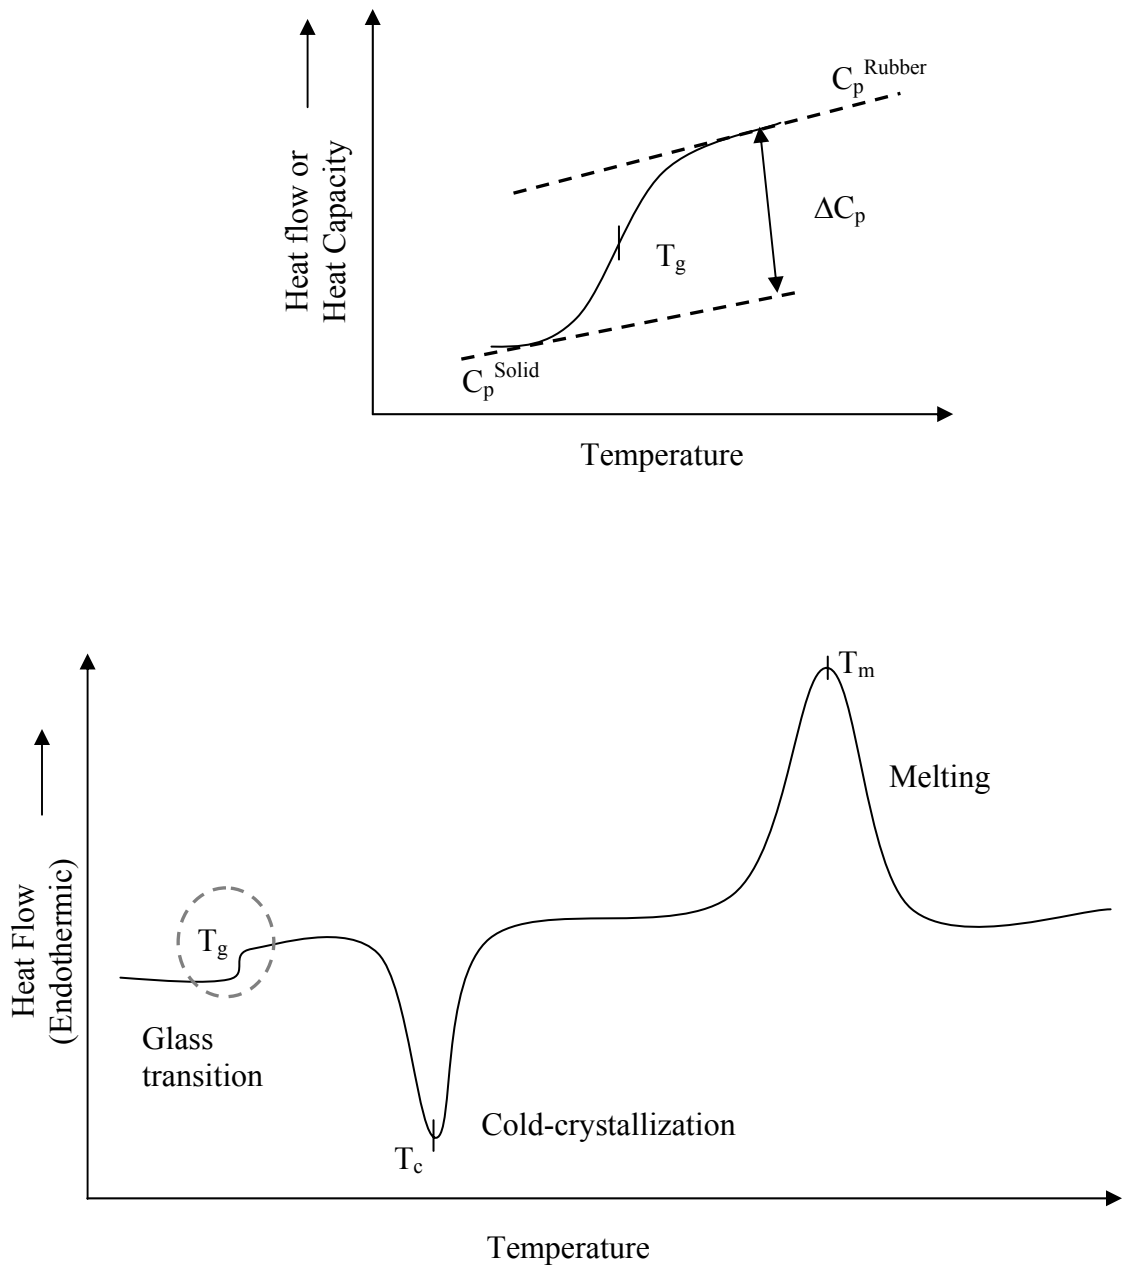 Heat flow or
Heat Capacity
C_p^Rubber
ΔC_p
T_g
C_p^Solid
Temperature
T_m
Melting
Heat Flow
(Endothermic)
T_g
Glass
transition
Cold-crystallization
T_c
Temperature